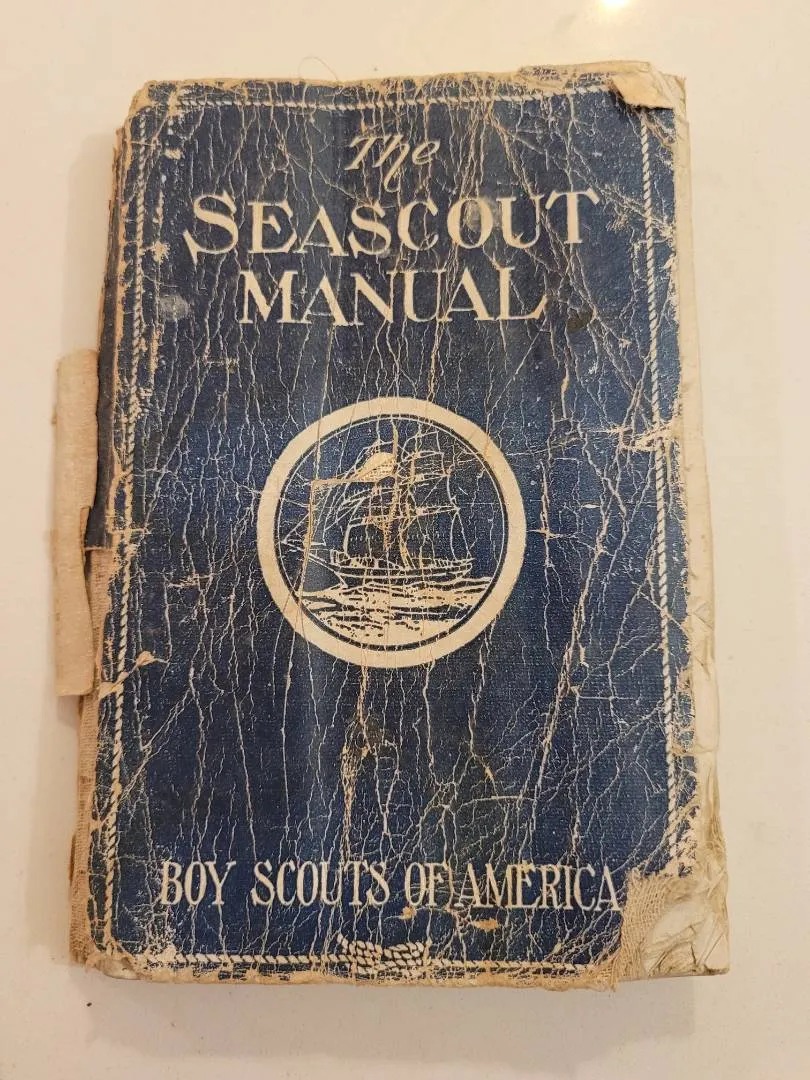 The
SEASCOUT
MANUAL
BOY SCOUTS OF AMERICA